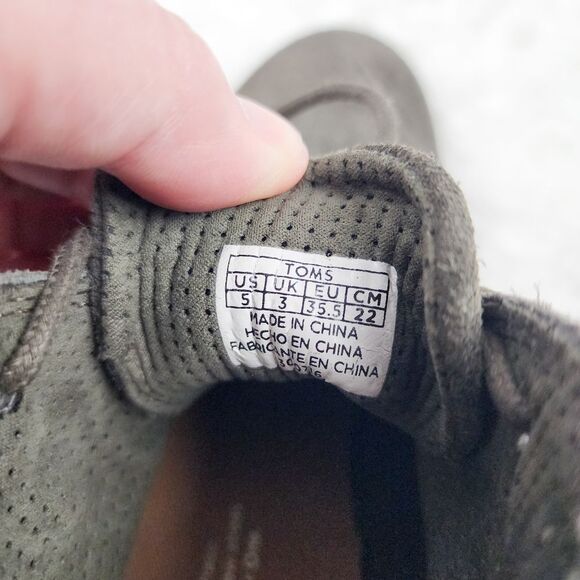 TOMS
US UK EU CM
5 3 35.5 22
MADE IN CHINA
HECHO EN CHINA
FABRICANTE EN CHINA